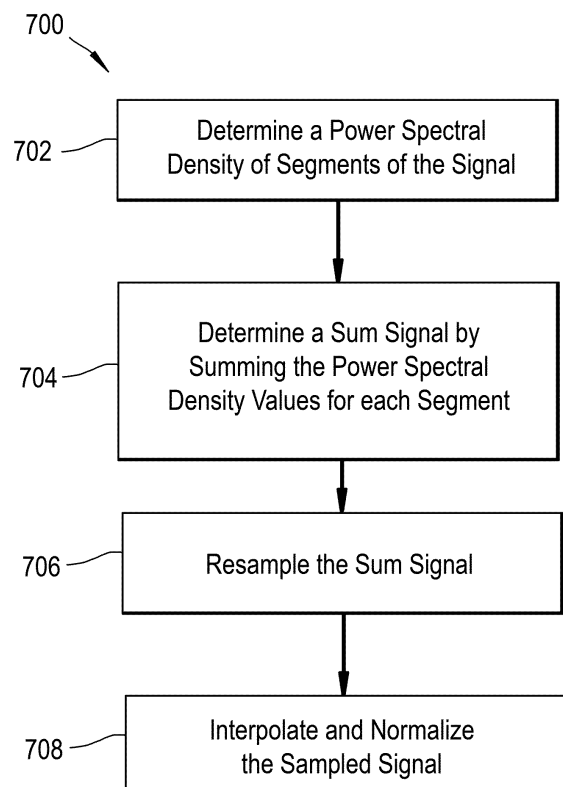 700
702
Determine a Power Spectral
Density of Segments of the Signal
704
Determine a Sum Signal by
Summing the Power Spectral
Density Values for each Segment
706
Resample the Sum Signal
708
Interpolate and Normalize
the Sampled Signal